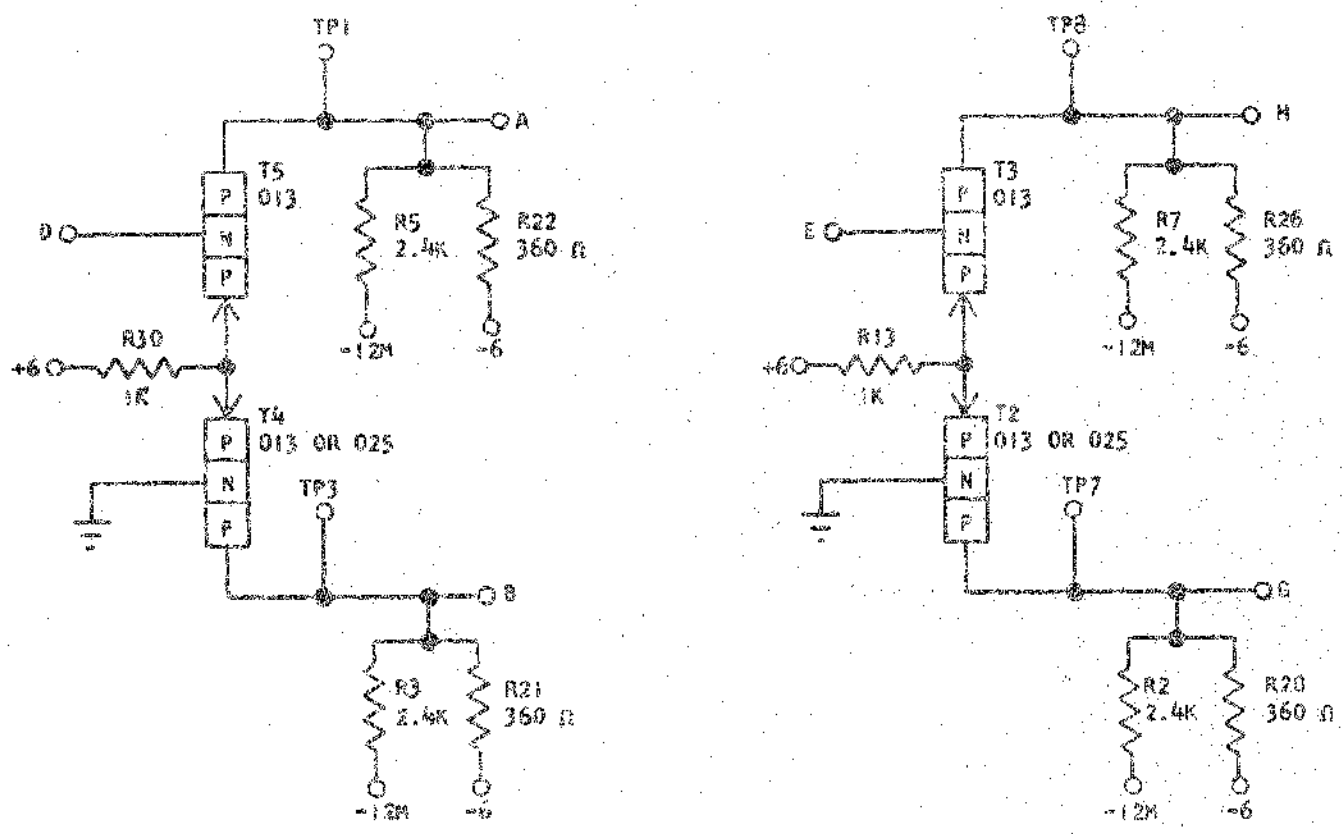 TP1
A
T5
013
P
N
P
D
R5
2.4K
R22
360 Ω
-12M
-6
R30
+6
1K
T4
013 OR 025
P
N
P
TP3
B
R3
2.4K
R21
360 Ω
-12M
-6
TP8
H
T3
013
P
N
P
E
R7
2.4K
R26
360 Ω
-12M
-6
R13
+6
1K
T2
013 OR 025
P
N
P
TP7
G
R2
2.4K
R20
360 Ω
-12M
-6